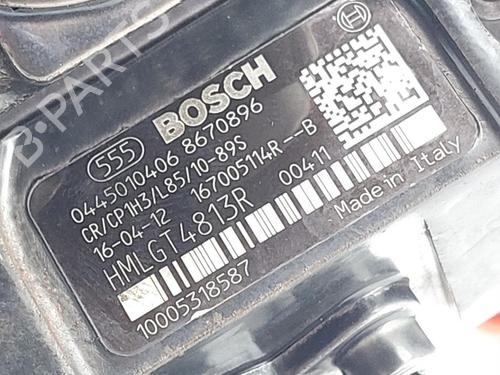 555 BOSCH
0445010406 8670896
CR/CP1H3/L85/10-89S
16-04-12 167005114R--B
HMLGT4813R 00411
Made in Italy
10005318587
B-PARTS